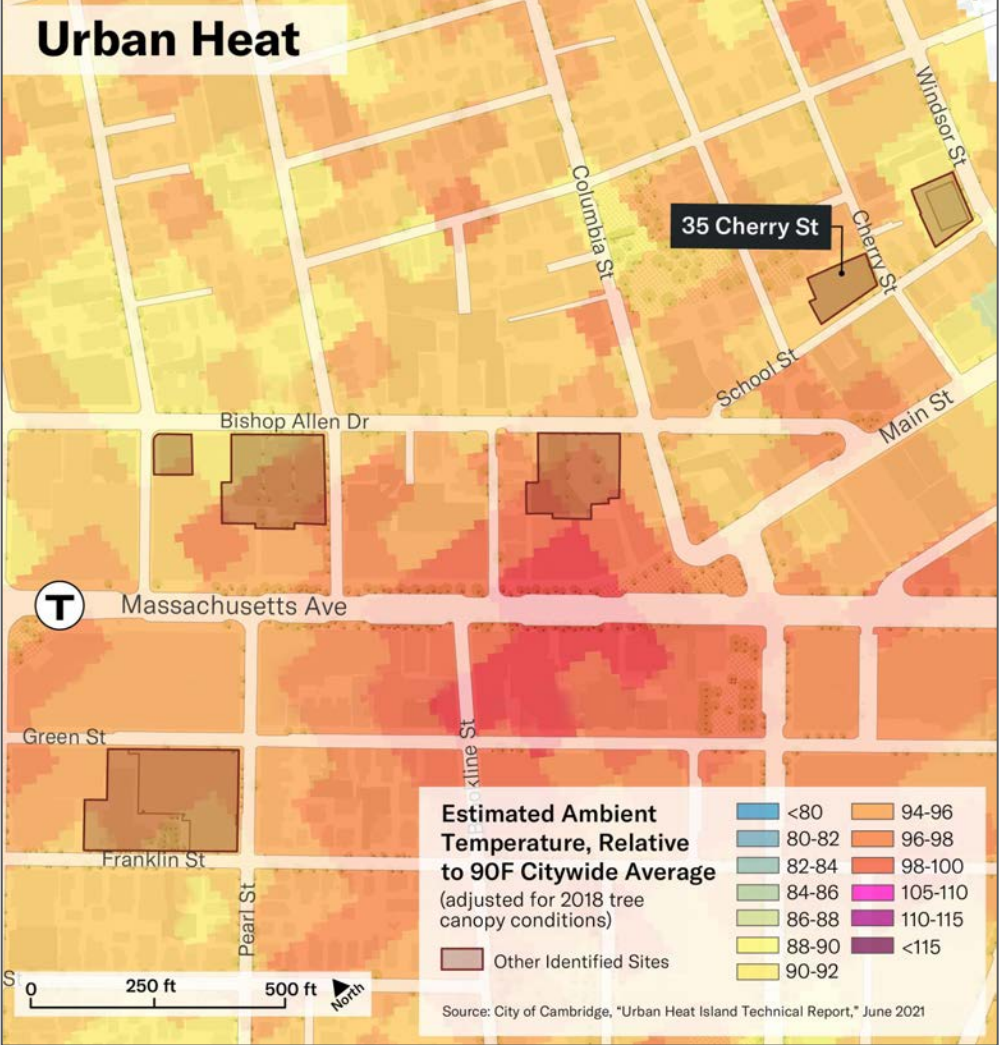 Urban Heat
Windsor St
Columbia St
35 Cherry St
Cherry St
School St
Main St
Bishop Allen Dr
T
Massachusetts Ave
Green St
Brookline St
Franklin St
Pearl St
St
Estimated Ambient
Temperature, Relative
to 90F Citywide Average
(adjusted for 2018 tree
canopy conditions)
Other Identified Sites
<80
80-82
82-84
84-86
86-88
88-90
90-92
94-96
96-98
98-100
105-110
110-115
<115
0 250 ft 500 ft
North
Source: City of Cambridge, "Urban Heat Island Technical Report," June 2021